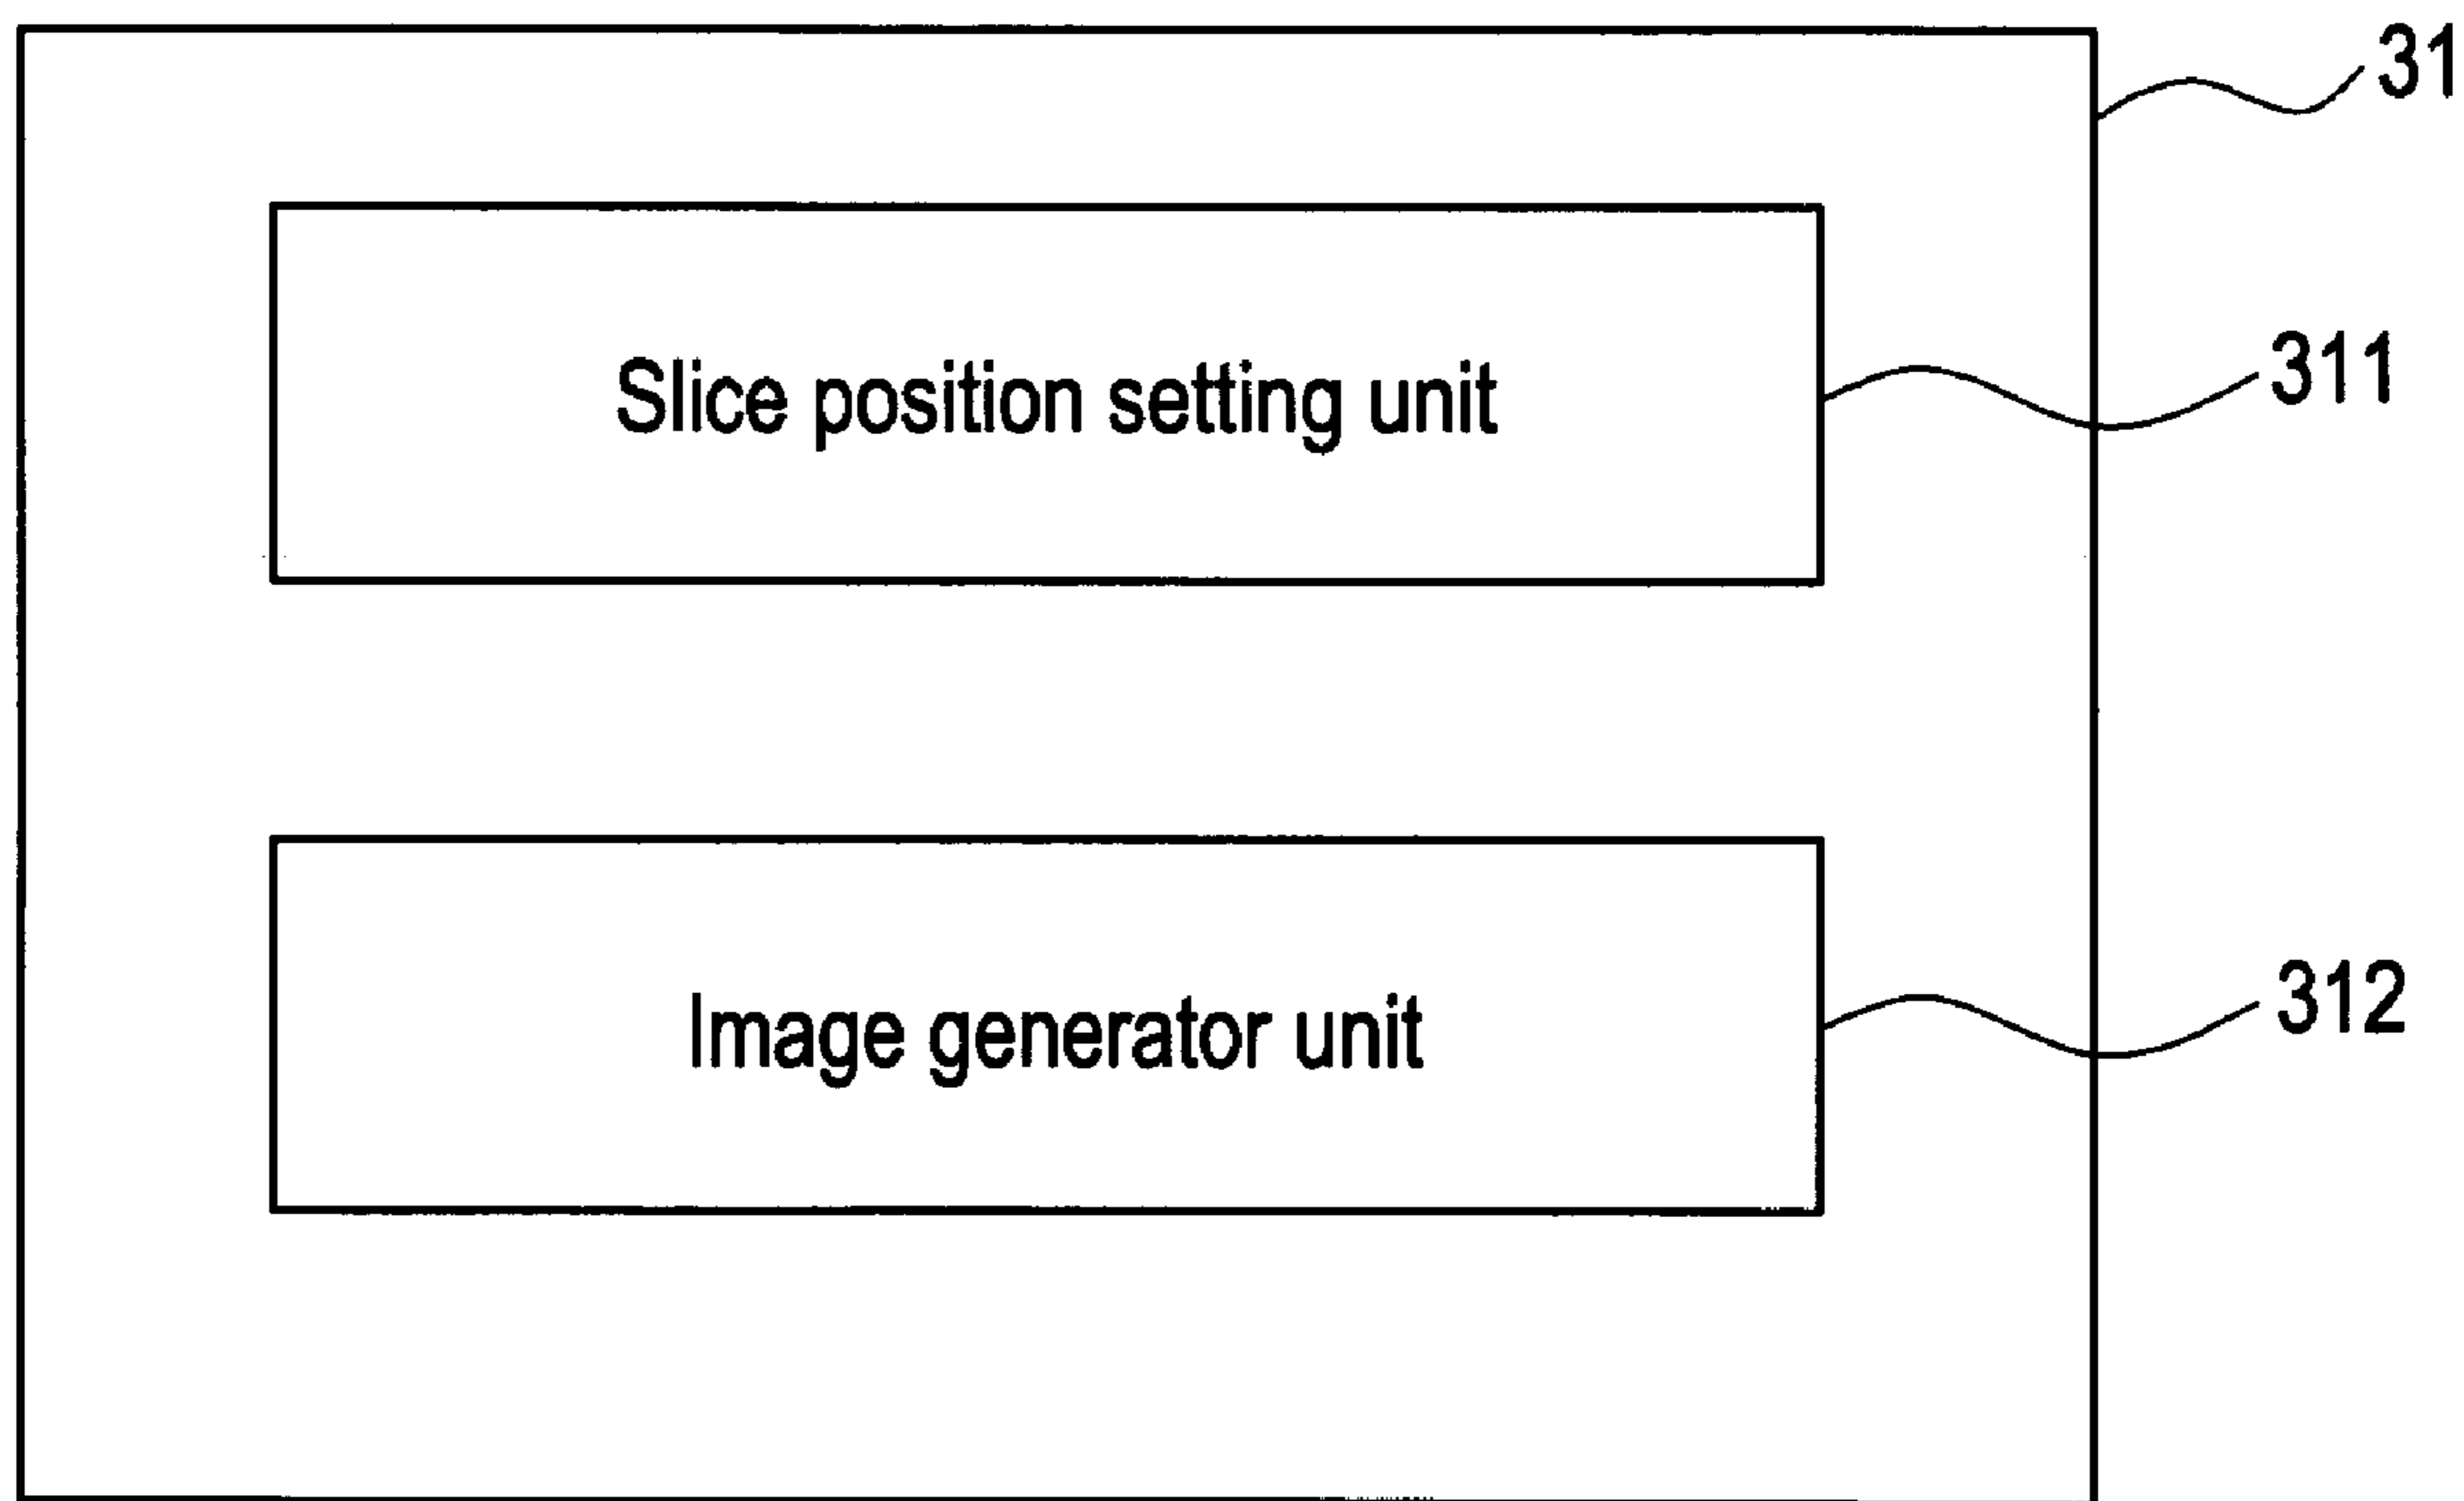 31
Slice position setting unit
311
Image generator unit
312